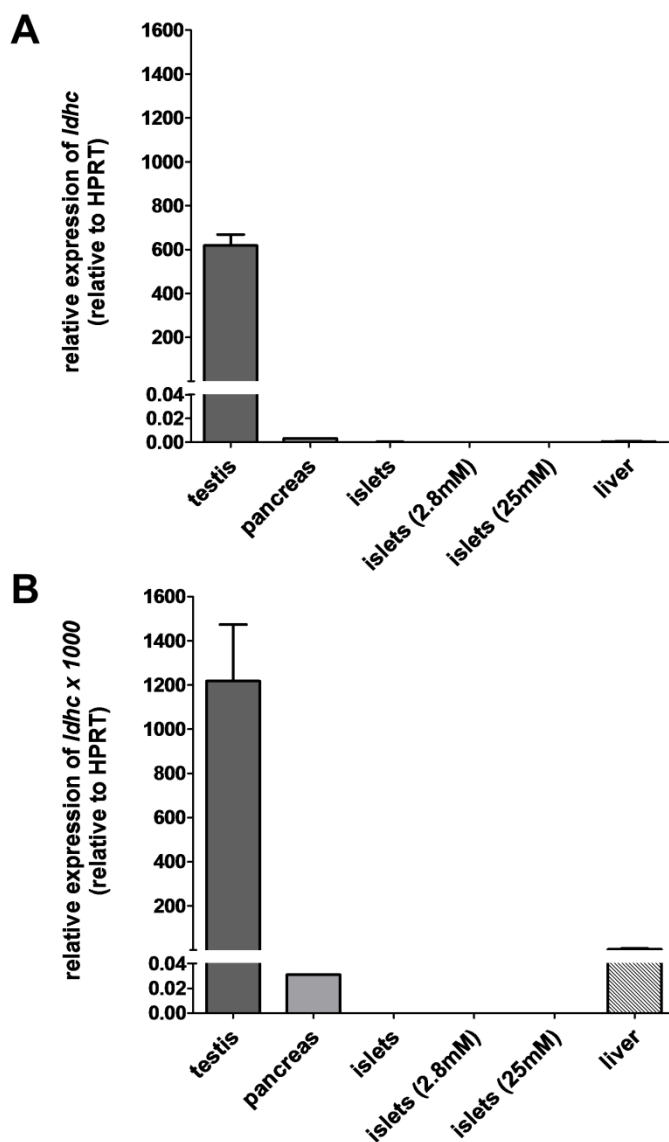 A
relative expression of ldhc
(relative to HPRT)
1600
1400
1200
1000
800
600
400
200
0.04
0.02
0.00
testis
pancreas
islets
islets (2.8mM)
islets (25mM)
liver
B
relative expression of ldhc x 1000
(relative to HPRT)
1600
1400
1200
1000
800
600
400
200
0.04
0.02
0.00
testis
pancreas
islets
islets (2.8mM)
islets (25mM)
liver